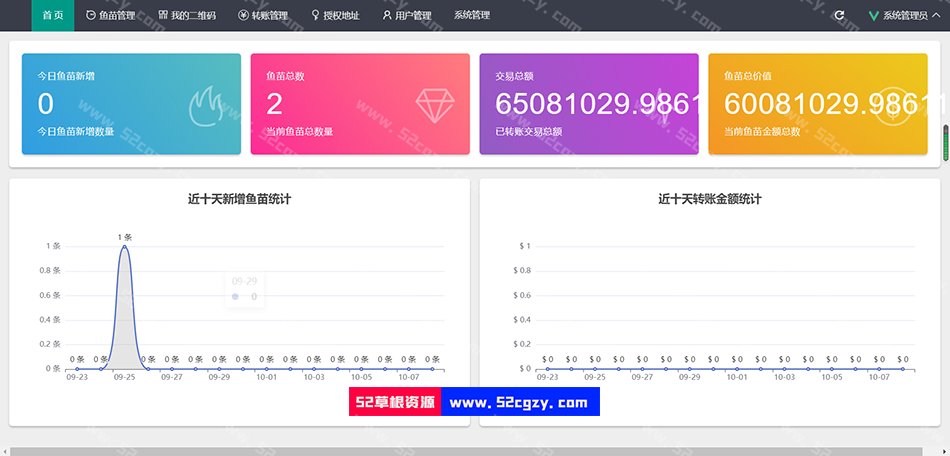 首页 鱼苗管理 我的二维码 转账管理 授权地址 用户管理 系统管理 系统管理员
今日鱼苗新增 鱼苗总数 交易总额 鱼苗总价值
0 2 65081029.9861 60081029.98611
今日鱼苗新增数量 当前鱼苗总数量 已转账交易总额 当前鱼苗金额总数
近十天新增鱼苗统计
1 条
1 条
0.8 条
09-29
0
0.6 条
0.4 条
0.2 条
0 条 0 条 0 条 0 条 0 条 0 条 0 条 0 条 0 条 0 条 0 条 0 条 0 条 0 条 0 条
0 条
09-23 09-25 09-27 09-29 10-01 10-03 10-05 10-07
近十天转账金额统计
$ 1
$ 0.8
$ 0.6
$ 0.4
$ 0.2
$ 0 $ 0 $ 0 $ 0 $ 0 $ 0 $ 0 $ 0 $ 0 $ 0 $ 0 $ 0 $ 0 $ 0 $ 0 $ 0
$ 0
09-23 09-25 09-27 09-29 10-01 10-03 10-05 10-07
52草根资源 www.52cgzy.com